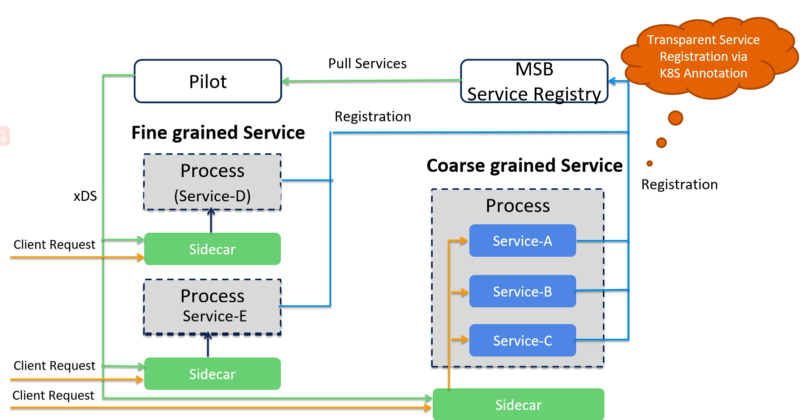 Transparent Service
Registration via
K8S Annotation
Pilot
Pull Services
MSB
Service Registry
Registration
Fine grained Service
Coarse grained Service
Process
(Service-D)
Registration
xDS
Process
Client Request
Sidecar
Service-A
Process
Service-E
Service-B
Service-C
Client Request
Sidecar
Client Request
Sidecar